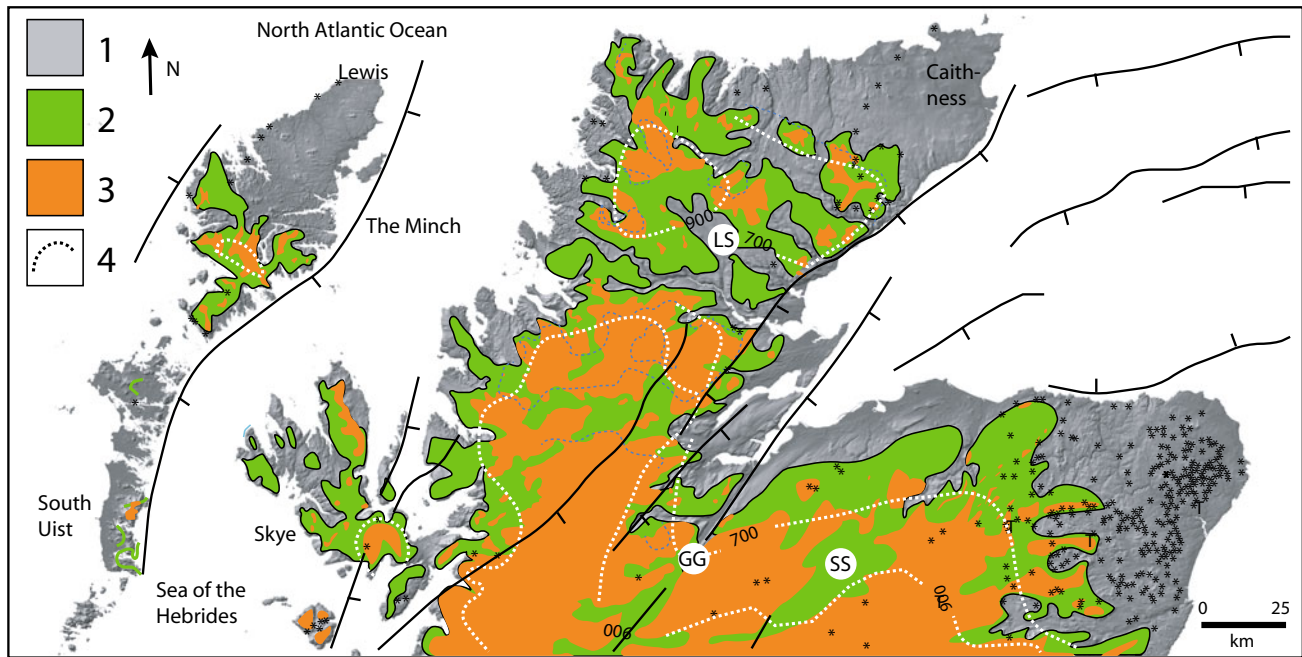 1
2
3
4
N
North Atlantic Ocean
Lewis
The Minch
Caith-
ness
900
700
LS
South
Uist
Skye
Sea of the
Hebrides
700
GG
SS
900
900
T
T
T
0 25
km